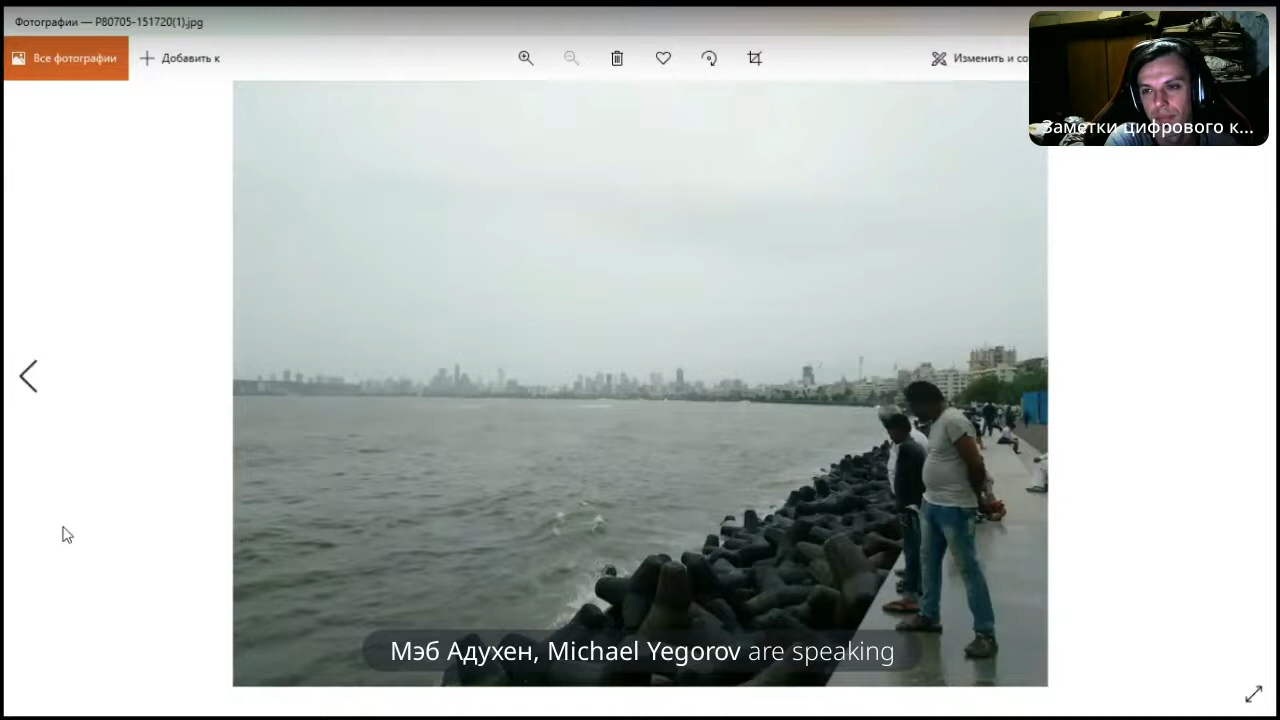 Фотографии — P80705-151720(1).jpg
Все фотографии
Добавить к
Изменить и со
Заметки цифрового к...
Мэб Адухен, Michael Yegorov are speaking